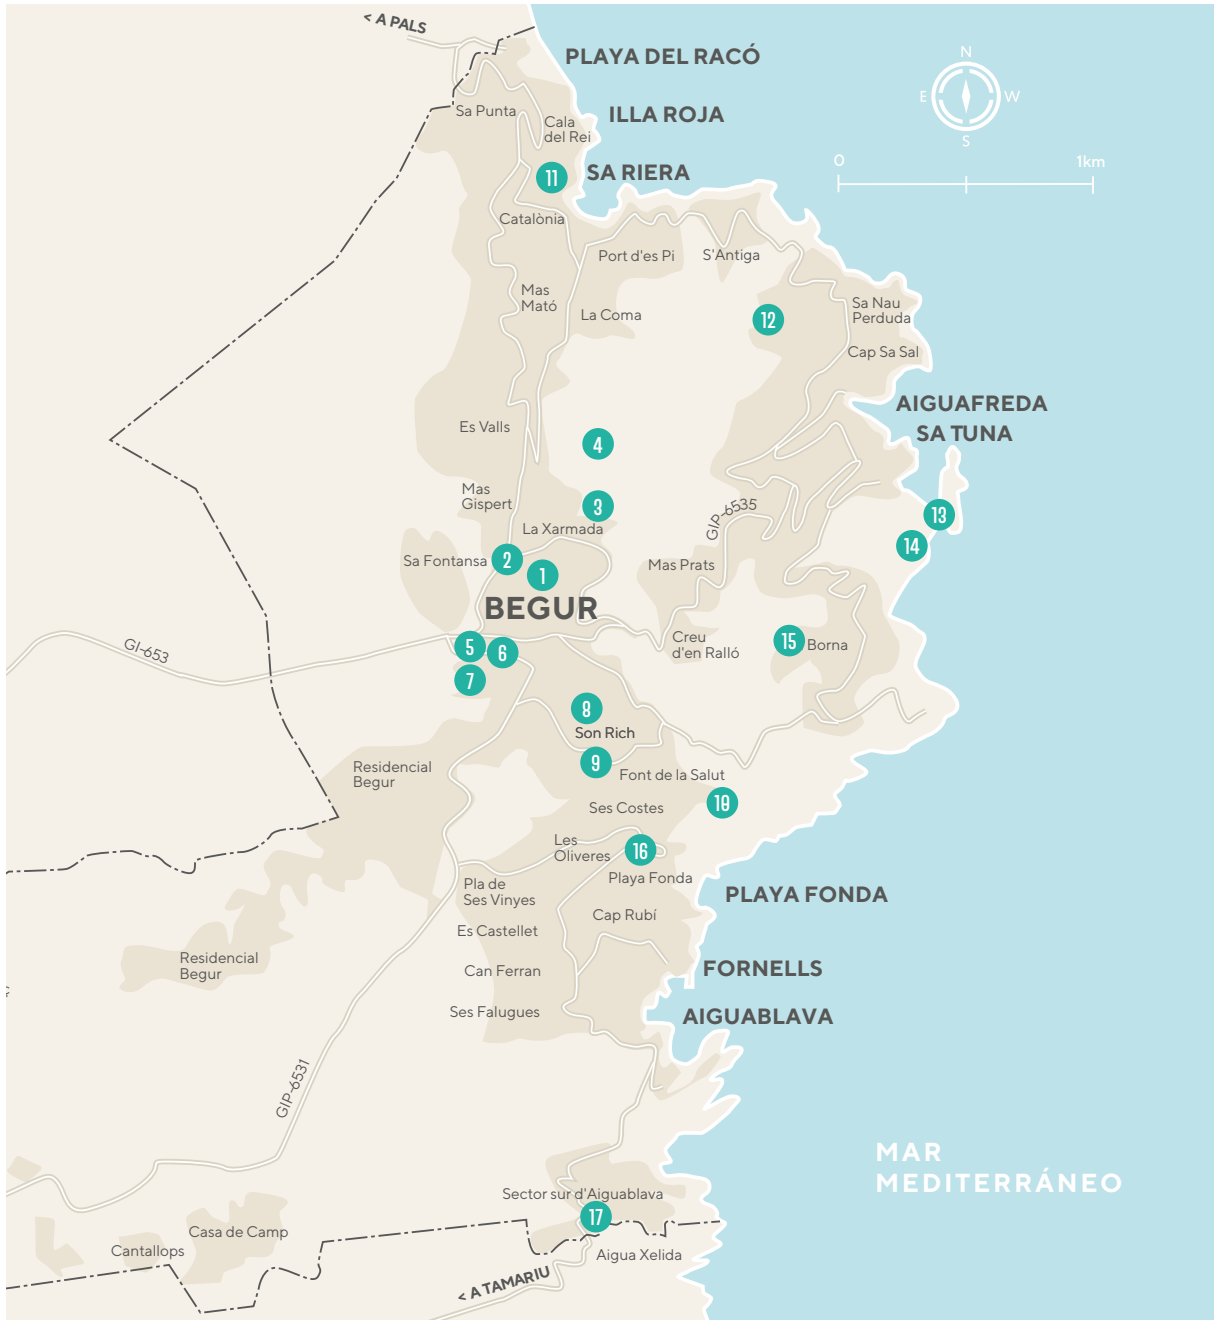 < A PALS
PLAYA DEL RACÓ
N
E
W
S
Sa Punta
ILLA ROJA
Cala
del Rei
0
1km
SA RIERA
11
Catalònia
Port d'es Pi
S'Antiga
Mas
Mató
La Coma
12
Sa Nau
Perduda
Cap Sa Sal
AIGUAFREDA
SA TUNA
Es Valls
4
Mas
Gispert
3
GIP-6535
13
La Xarmada
14
Sa Fontansa
2
1
Mas Prats
BEGUR
GI-653
5
6
Creu
d'en Ralló
15
Borna
7
8
Son Rich
9
Residencial
Begur
Font de la Salut
10
Ses Costes
Les
Oliveres
16
Playa Fonda
Pla de
Ses Vinyes
PLAYA FONDA
Cap Rubí
Es Castellet
Residencial
Begur
Can Ferran
FORNELLS
Ses Falugues
AIGUABLAVA
GIP-6531
MAR
MEDITERRÁNEO
Sector sur d'Aiguablava
17
Casa de Camp
Cantallops
Aigua Xelida
< A TAMARIU